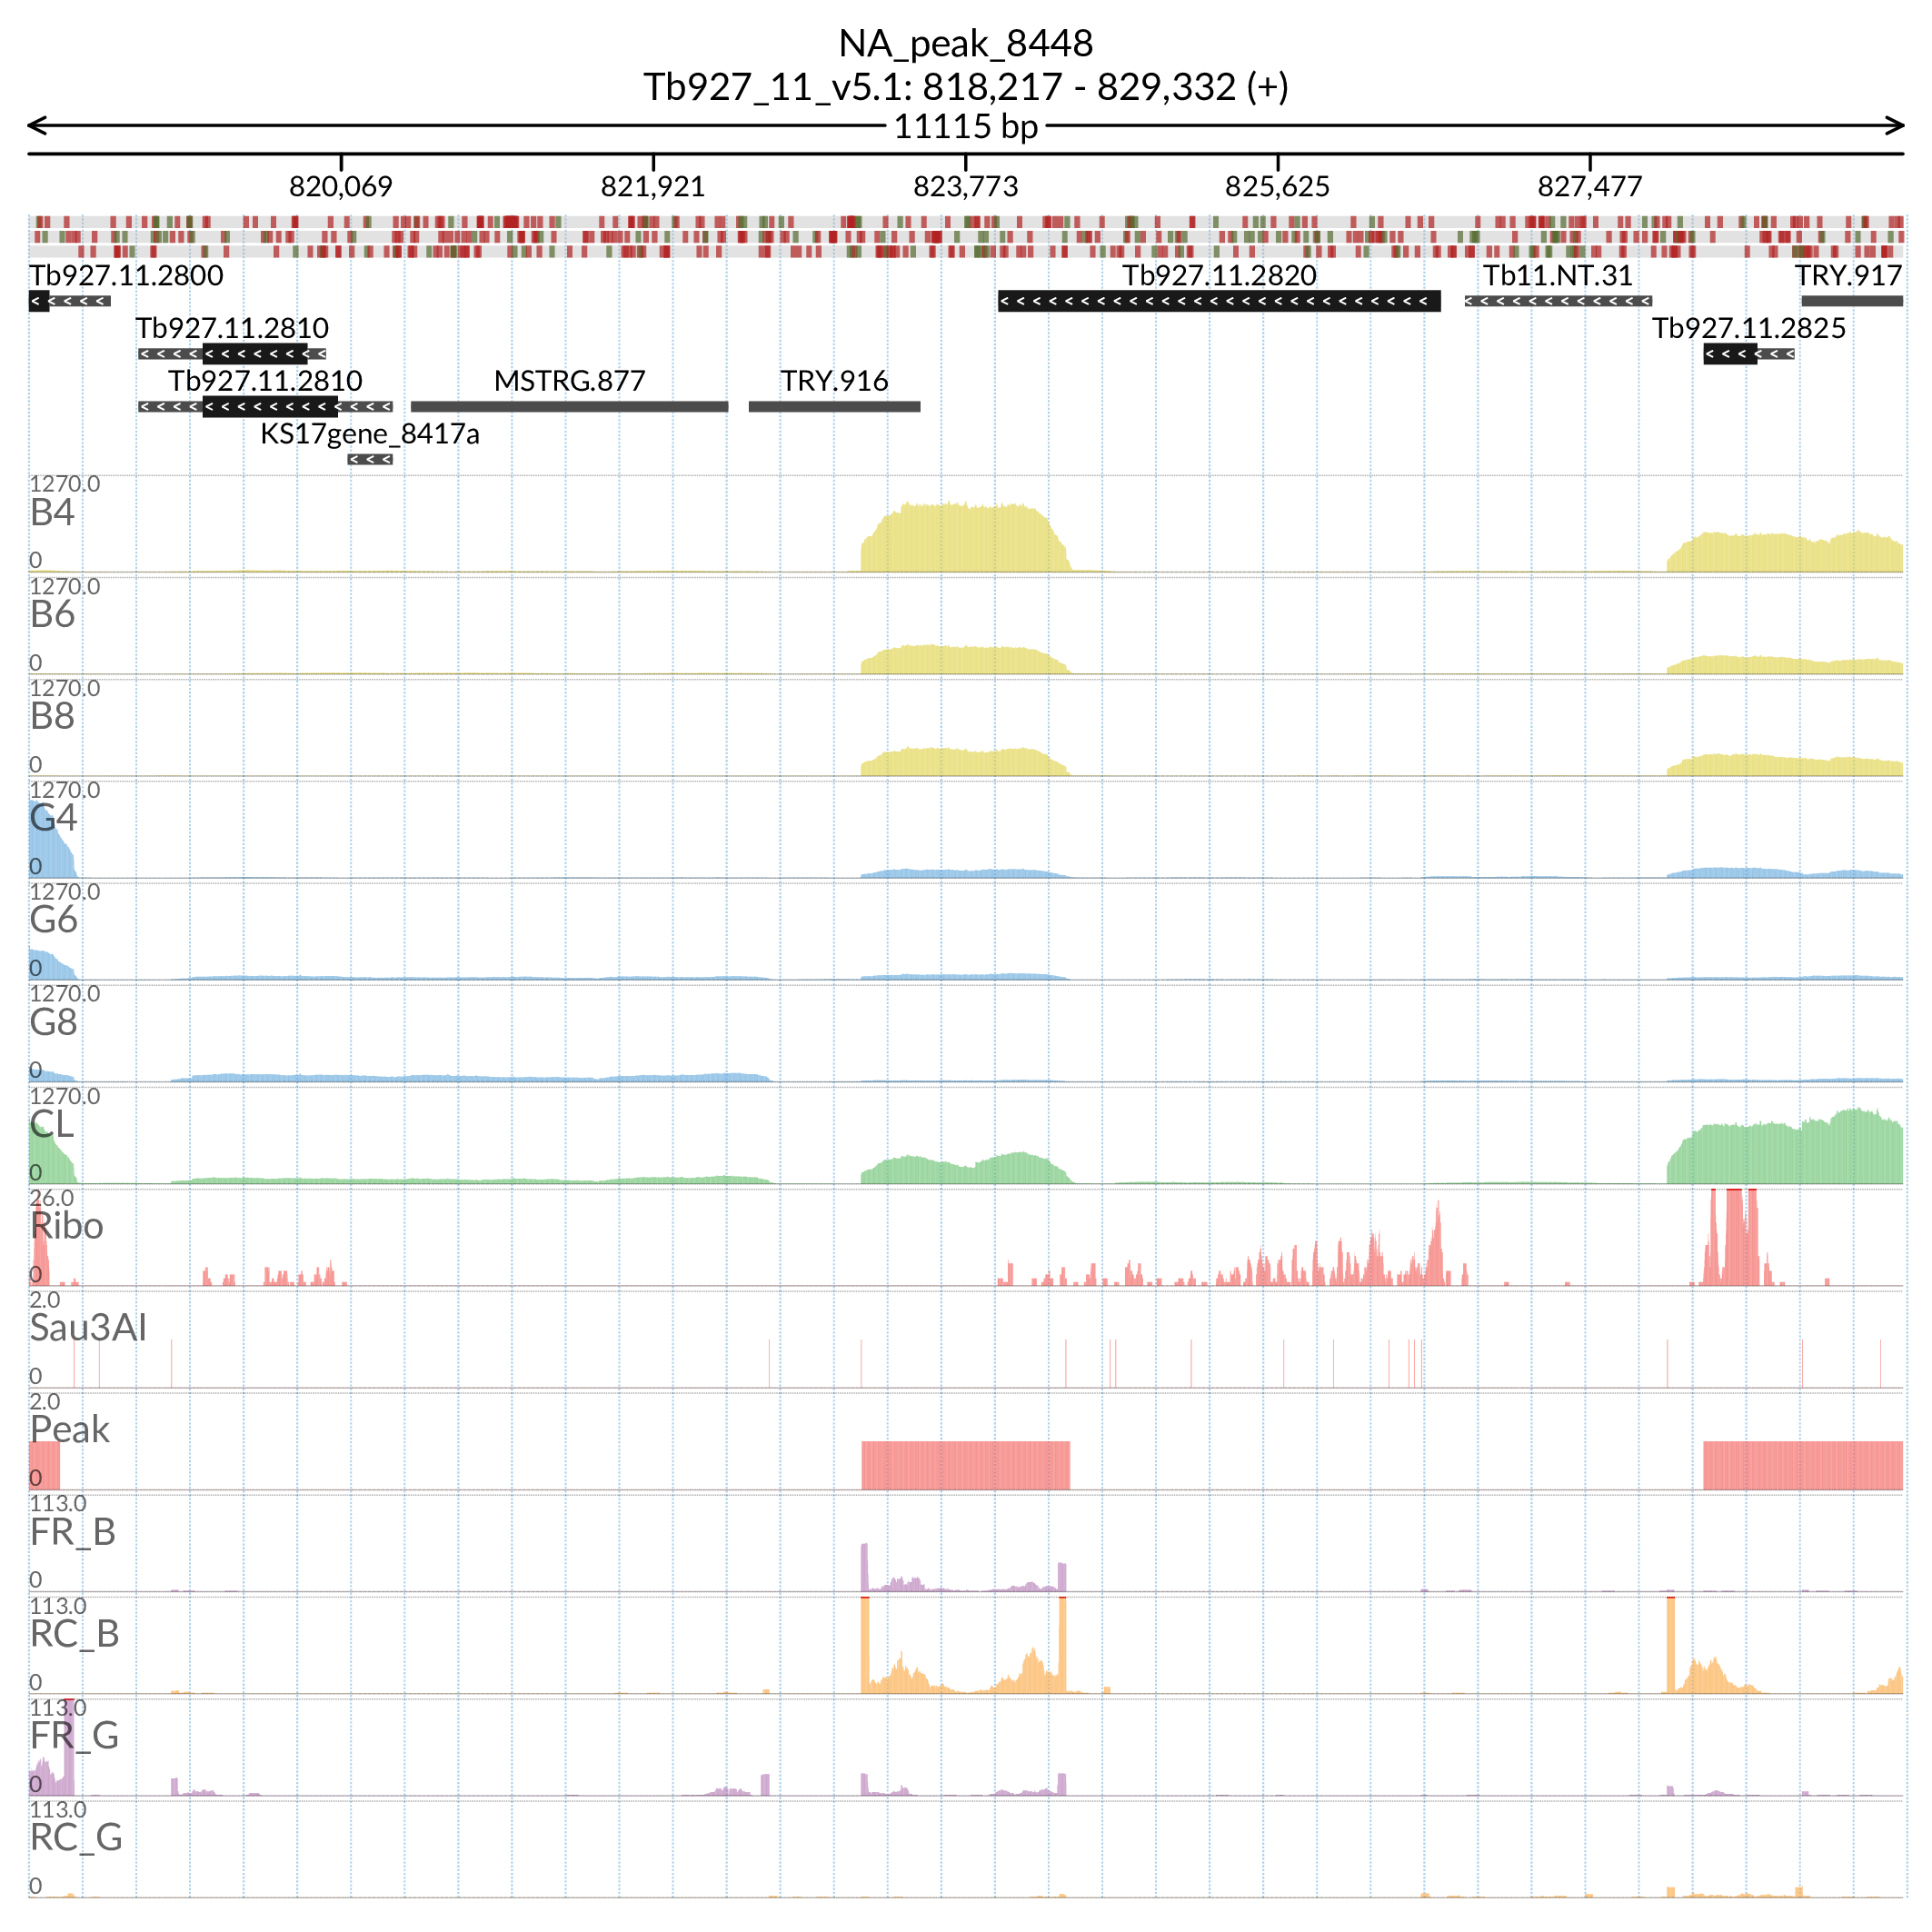 NA_peak_8448
Tb927_11_v5.1: 818,217 - 829,332 (+)
11115 bp
820,069 821,921 823,773 825,625 827,477
Tb927.11.2800 Tb927.11.2820 Tb11.NT.31 TRY.917
Tb927.11.2810 Tb927.11.2825
Tb927.11.2810 MSTRG.877 TRY.916
KS17gene_8417a
1270.0
B4
0
1270.0
B6
0
1270.0
B8
0
1270.0
G4
0
1270.0
G6
0
1270.0
G8
0
1270.0
CL
0
26.0
Ribo
0
2.0
Sau3AI
0
2.0
Peak
0
113.0
FR_B
0
113.0
RC_B
0
113.0
FR_G
0
113.0
RC_G
0